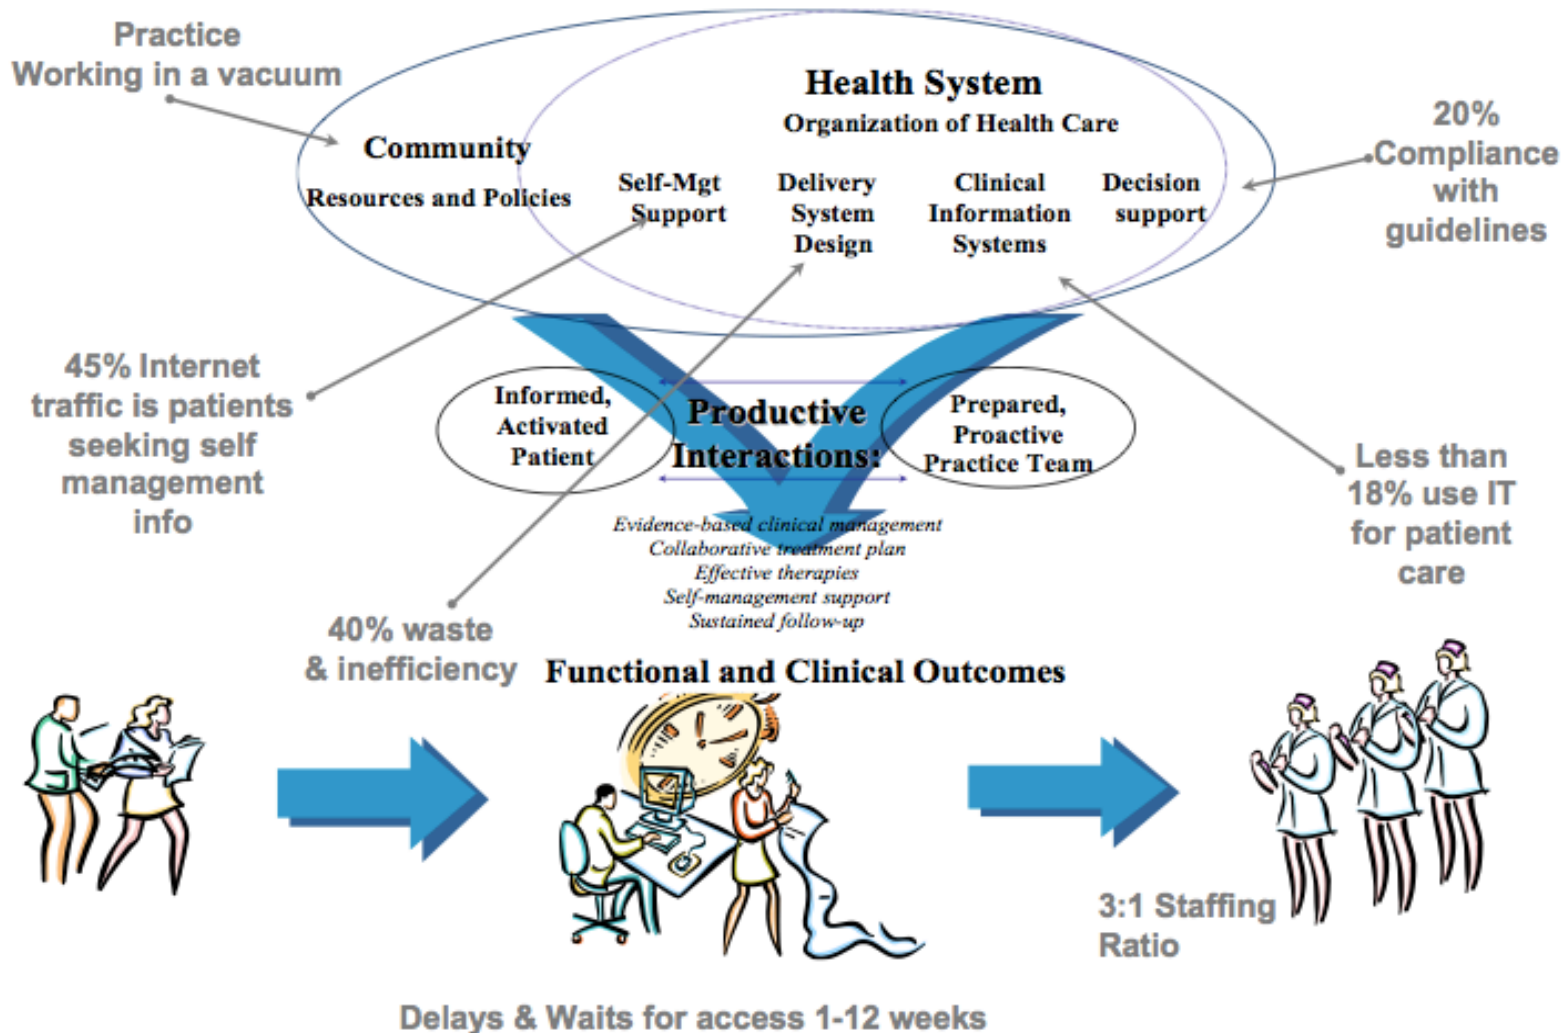 Practice
Working in a vacuum
Health System
Organization of Health Care
Community
Resources and Policies
Self-Mgt
Support
Delivery
System
Design
Clinical
Information
Systems
Decision
support
20%
Compliance
with
guidelines
45% Internet
traffic is patients
seeking self
management
info
Informed,
Activated
Patient
Productive
Interactions:
Prepared,
Proactive
Practice Team
Less than
18% use IT
for patient
care
Evidence-based clinical management
Collaborative treatment plan
Effective therapies
Self-management support
Sustained follow-up
40% waste
& inefficiency
Functional and Clinical Outcomes
3:1 Staffing
Ratio
Delays & Waits for access 1-12 weeks